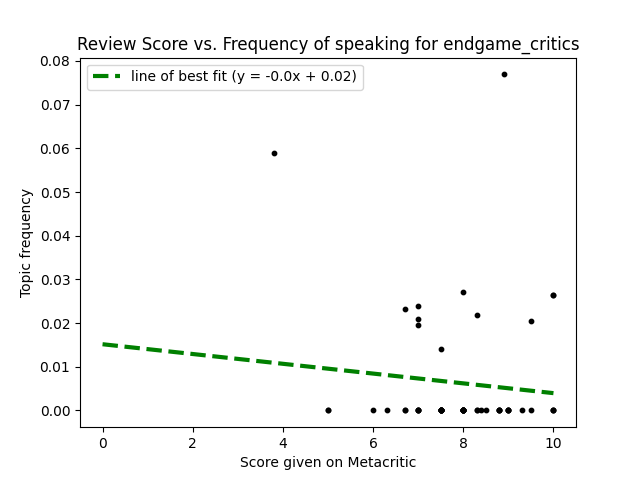 Review Score vs. Frequency of speaking for endgame_critics
line of best fit (y = -0.0x + 0.02)
Topic frequency
0.08
0.07
0.06
0.05
0.04
0.03
0.02
0.01
0.00
0 2 4 6 8 10
Score given on Metacritic